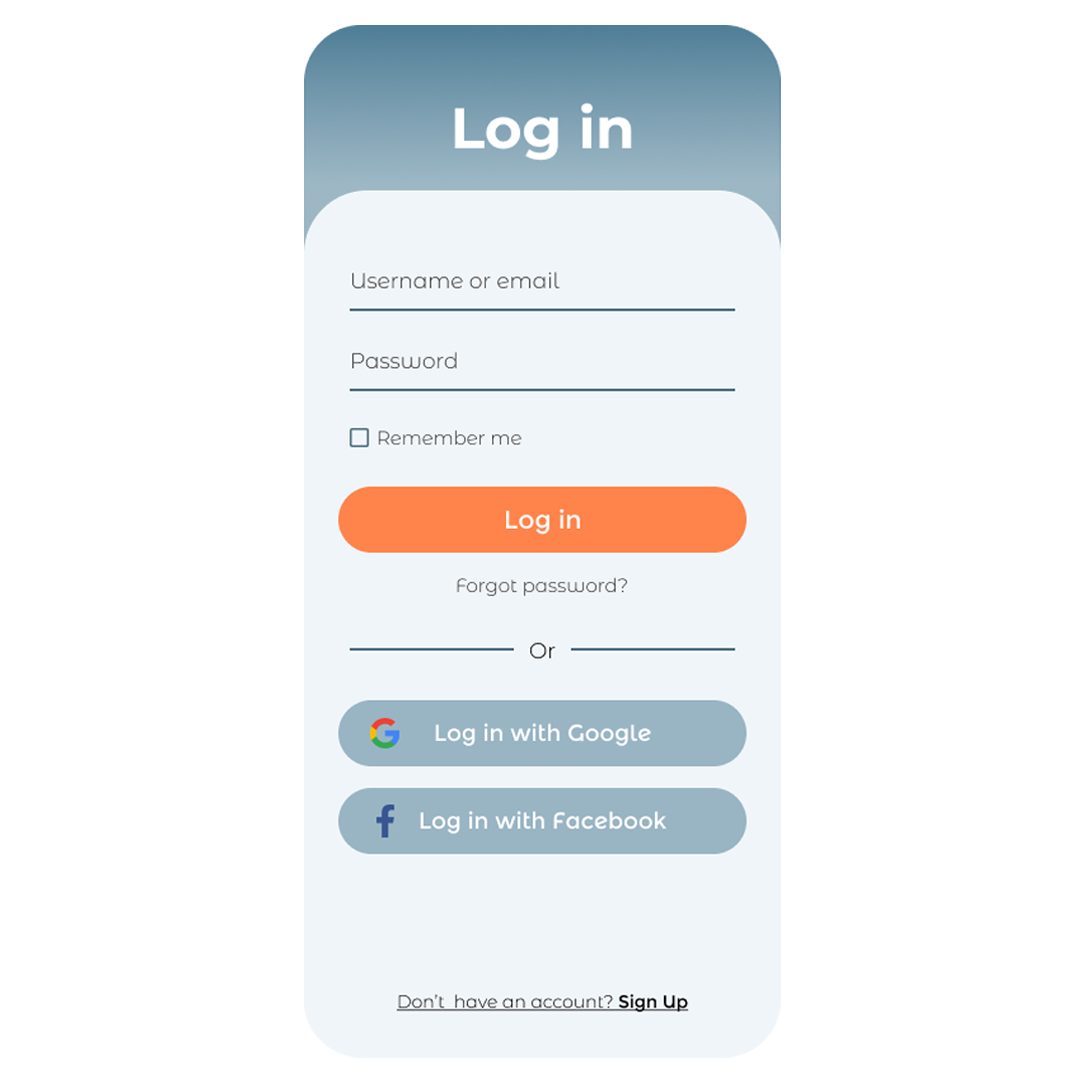 Log in
Username or email
Password
Remember me
Log in
Forgot password?
Or
Log in with Google
Log in with Facebook
Don't  have an account? Sign Up